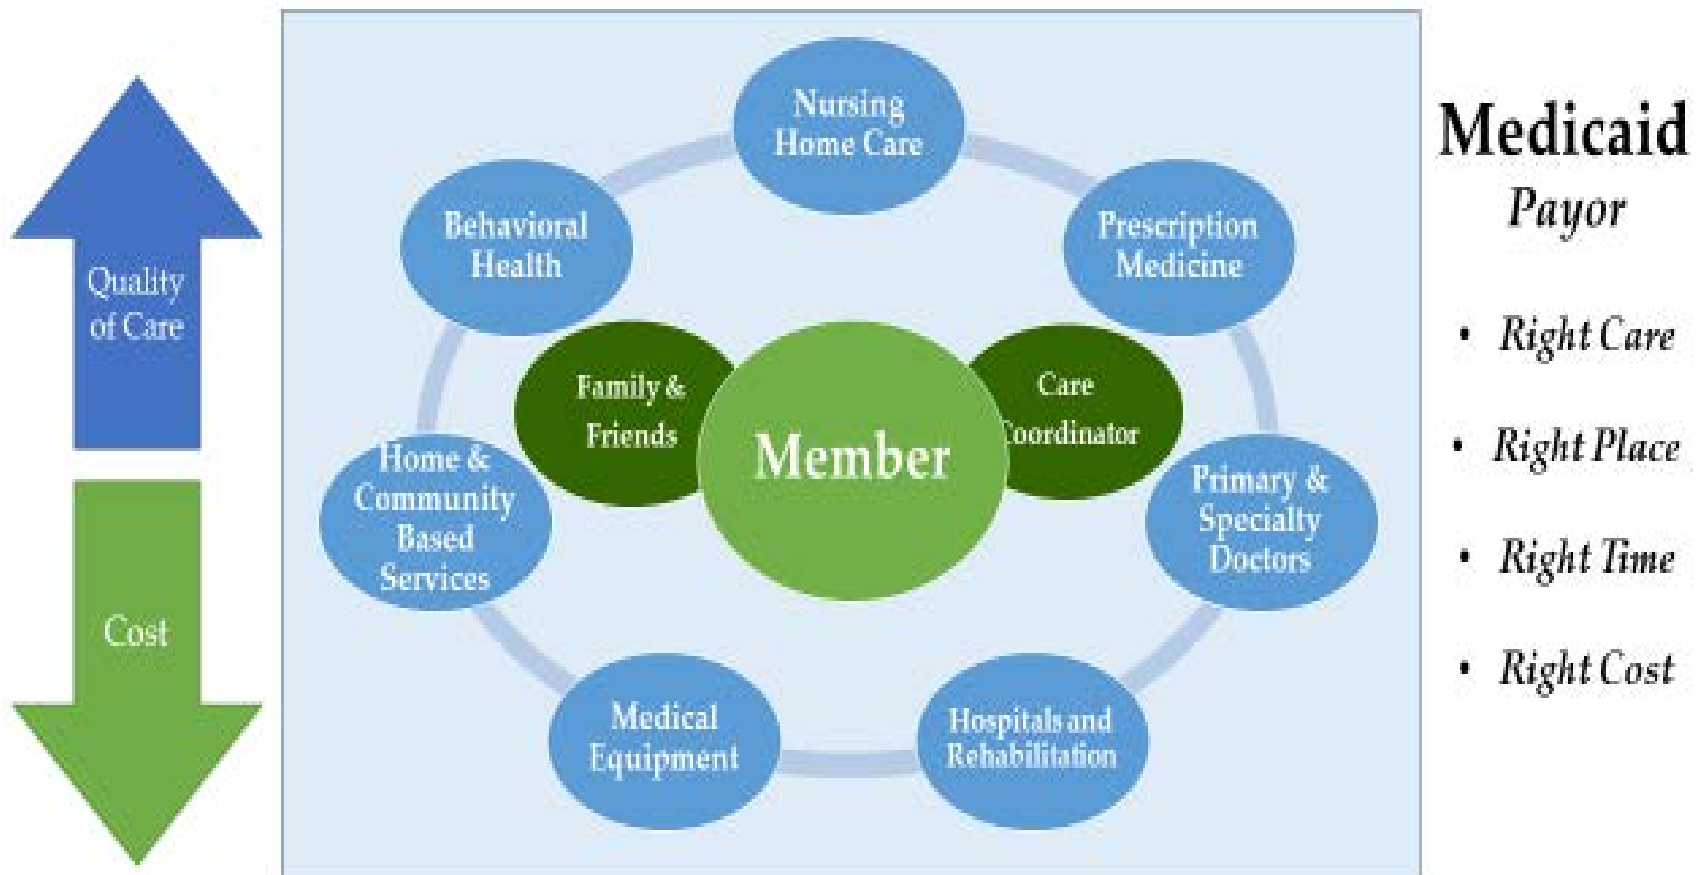 Quality
of Care
Cost
Nursing
Home Care
Behavioral
Health
Prescription
Medicine
Family &
Friends
Member
Care
Coordinator
Home &
Community
Based
Services
Primary &
Specialty
Doctors
Medical
Equipment
Hospitals and
Rehabilitation
Medicaid
Payor
• Right Care
• Right Place
• Right Time
• Right Cost